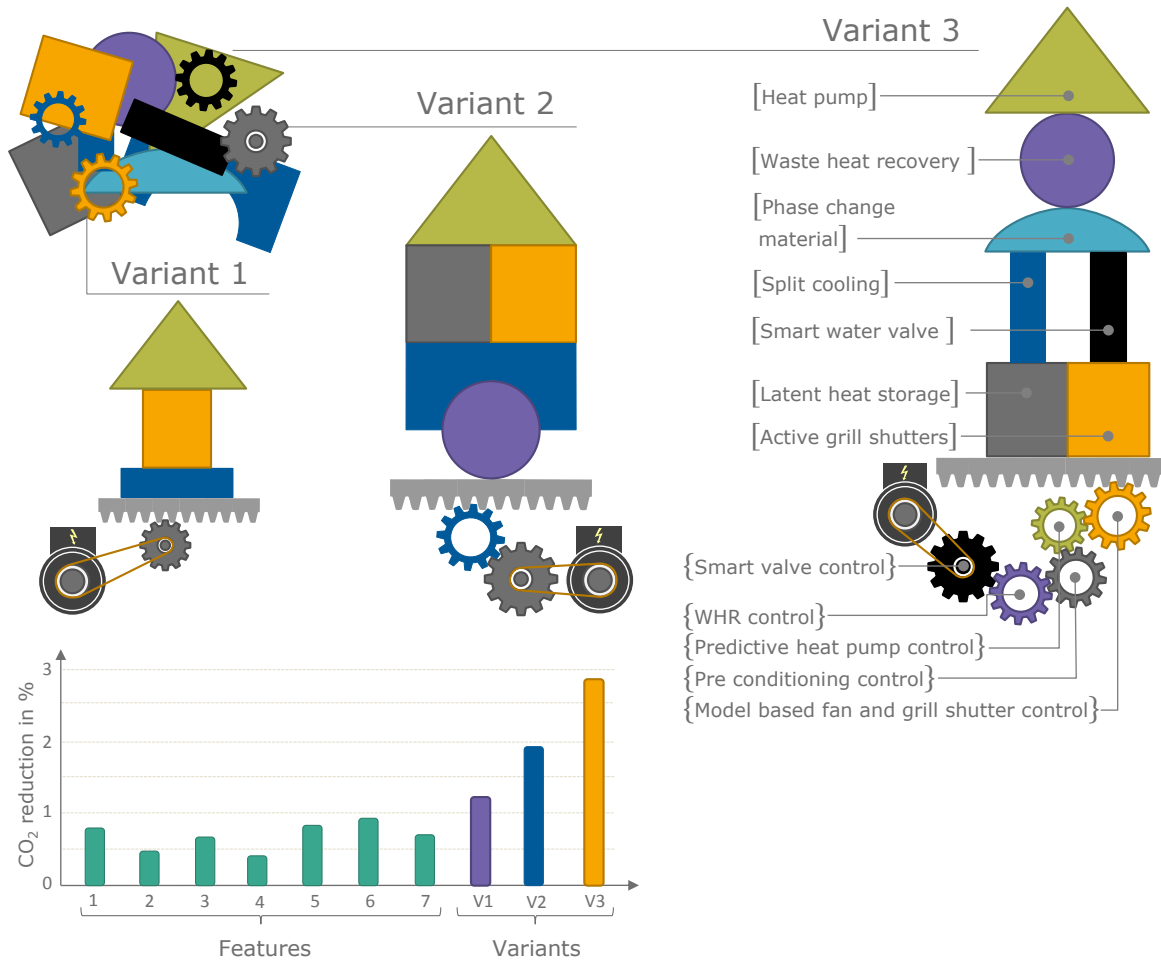 Variant 3
Variant 2
Variant 1
[Heat pump]
[Waste heat recovery ]
[Phase change
material]
[Split cooling]
[Smart water valve ]
[Latent heat storage]
[Active grill shutters]
{Smart valve control}
{WHR control}
{Predictive heat pump control}
{Pre conditioning control}
{Model based fan and grill shutter control}
CO₂ reduction in %
3
2
1
0
1 2 3 4 5 6 7 V1 V2 V3
Features Variants